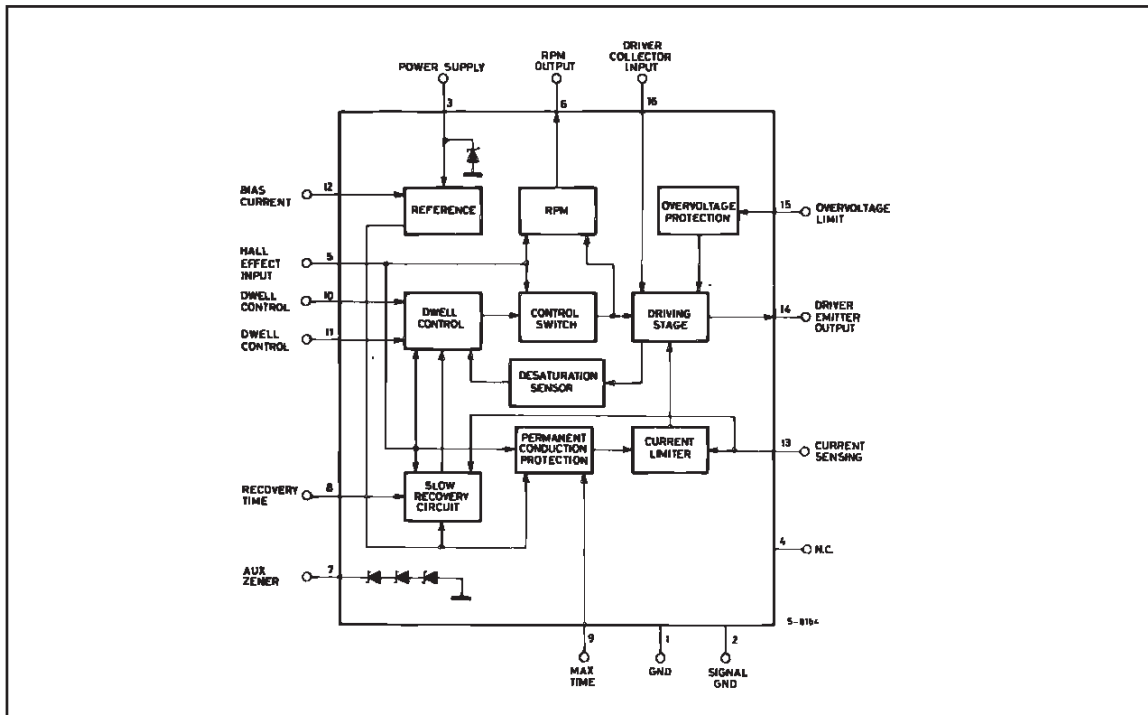 POWER SUPPLY
3
RPM
OUTPUT
6
DRIVER
COLLECTOR
INPUT
16
BIAS
CURRENT
12
REFERENCE
RPM
OVERVOLTAGE
PROTECTION
15
OVERVOLTAGE
LIMIT
HALL
EFFECT
INPUT
5
DWELL
CONTROL
10
DWELL
CONTROL
11
DWELL
CONTROL
CONTROL
SWITCH
DRIVING
STAGE
14
DRIVER
EMITTER
OUTPUT
DESATURATION
SENSOR
PERMANENT
CONDUCTION
PROTECTION
CURRENT
LIMITER
13
CURRENT
SENSING
RECOVERY
TIME
8
SLOW
RECOVERY
CIRCUIT
4
N.C.
AUX
ZENER
7
S-8164
9
MAX
TIME
1
GND
2
SIGNAL
GND